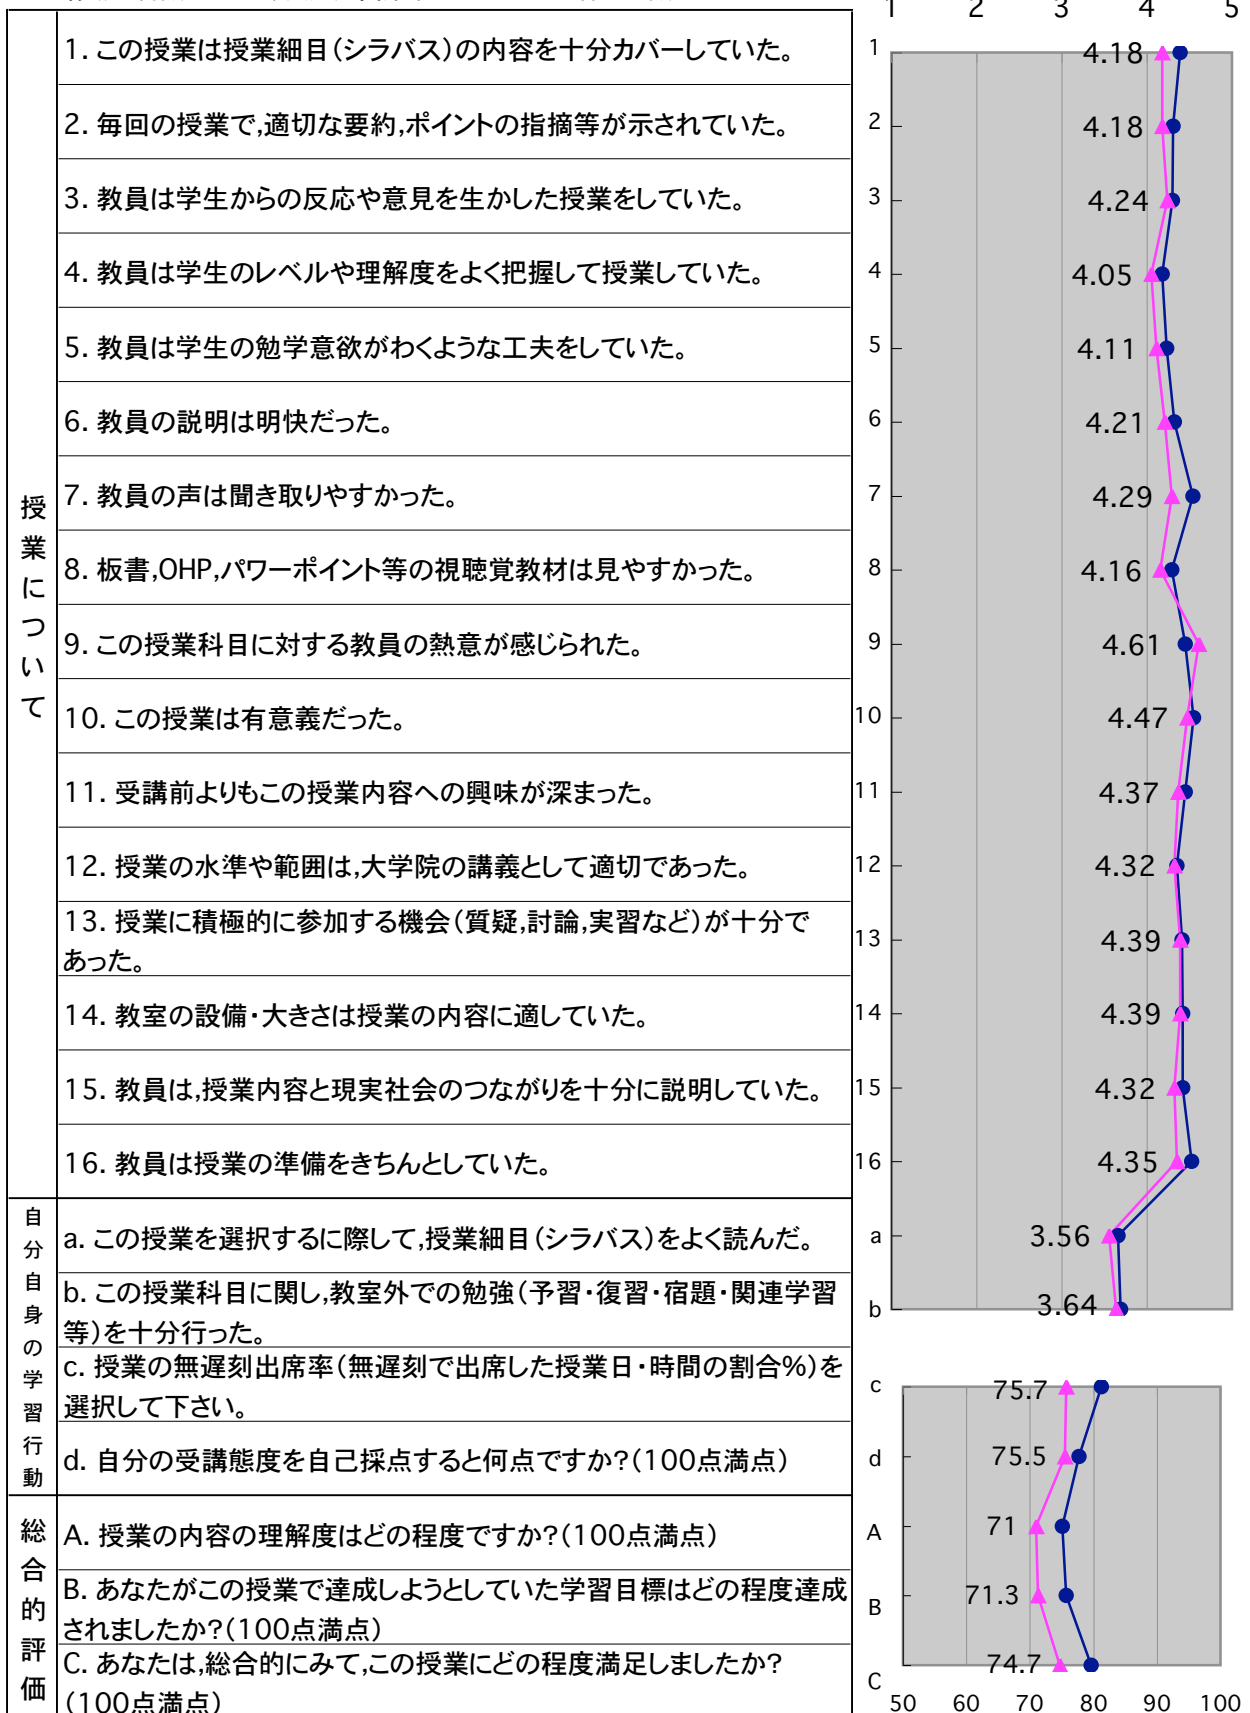 1 2 3 4 5
授業について
1. この授業は授業細目(シラバス)の内容を十分カバーしていた。
1 4.18
2. 毎回の授業で,適切な要約,ポイントの指摘等が示されていた。
2 4.18
3. 教員は学生からの反応や意見を生かした授業をしていた。
3 4.24
4. 教員は学生のレベルや理解度をよく把握して授業していた。
4 4.05
5. 教員は学生の勉学意欲がわくような工夫をしていた。
5 4.11
6. 教員の説明は明快だった。
6 4.21
7. 教員の声は聞き取りやすかった。
7 4.29
8. 板書,OHP,パワーポイント等の視聴覚教材は見やすかった。
8 4.16
9. この授業科目に対する教員の熱意が感じられた。
9 4.61
10. この授業は有意義だった。
10 4.47
11. 受講前よりもこの授業内容への興味が深まった。
11 4.37
12. 授業の水準や範囲は,大学院の講義として適切であった。
12 4.32
13. 授業に積極的に参加する機会(質疑,討論,実習など)が十分で
あった。
13 4.39
14. 教室の設備・大きさは授業の内容に適していた。
14 4.39
15. 教員は,授業内容と現実社会のつながりを十分に説明していた。
15 4.32
16. 教員は授業の準備をきちんとしていた。
16 4.35
自分自身の学習行動
a. この授業を選択するに際して,授業細目(シラバス)をよく読んだ。
a 3.56
b. この授業科目に関し,教室外での勉強(予習・復習・宿題・関連学習
等)を十分行った。
b 3.64
c. 授業の無遅刻出席率(無遅刻で出席した授業日・時間の割合%)を
選択して下さい。
c 75.7
d. 自分の受講態度を自己採点すると何点ですか?(100点満点)
d 75.5
総合的評価
A. 授業の内容の理解度はどの程度ですか?(100点満点)
A 71
B. あなたがこの授業で達成しようとしていた学習目標はどの程度達成
されましたか?(100点満点)
B 71.3
C. あなたは,総合的にみて,この授業にどの程度満足しましたか?
(100点満点)
C 74.7
50 60 70 80 90 100